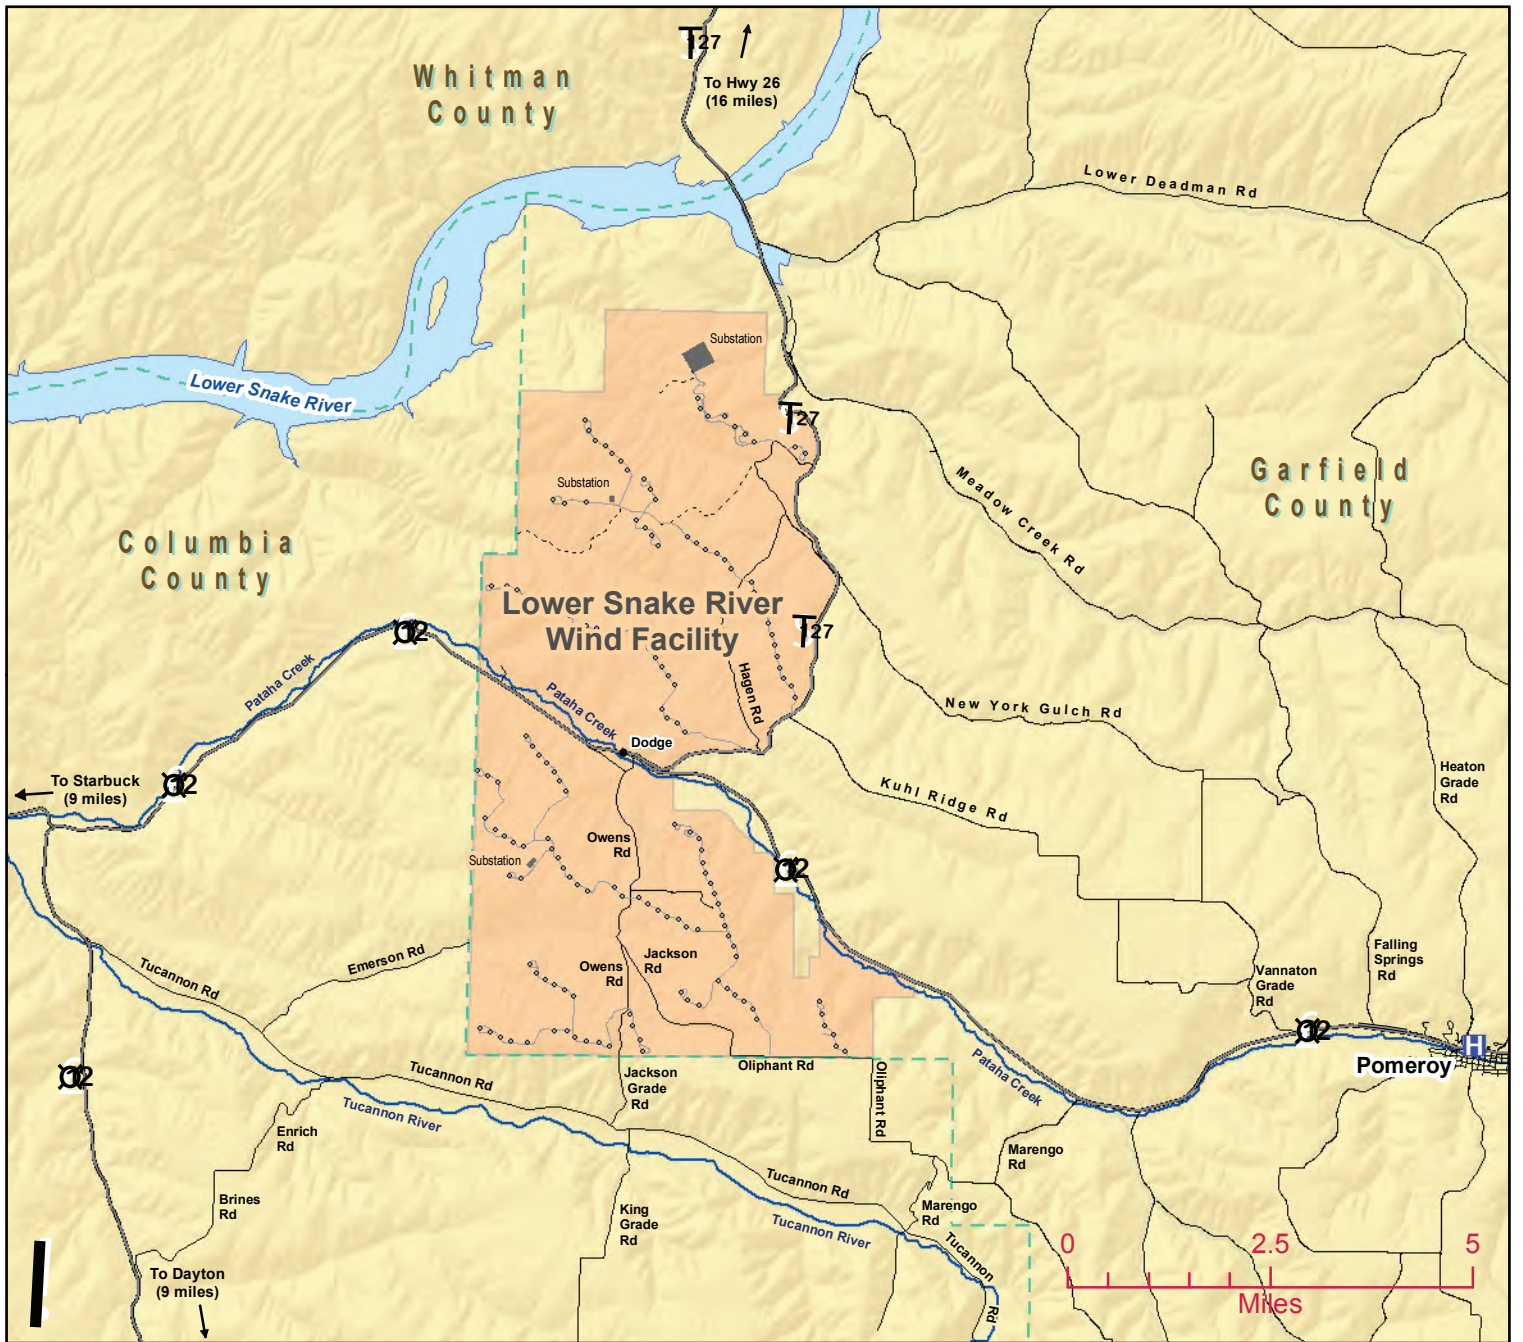 127
To Hwy 26
(16 miles)
Whitman
County
Lower Deadman Rd
Lower Snake River
Substation
127
Substation
Garfield
County
Meadow Creek Rd
Columbia
County
Lower Snake River
Wind Facility
12
127
Pataha Creek
Hagen Rd
Pataha Creek
New York Gulch Rd
Dodge
To Starbuck
(9 miles)
12
Kuhl Ridge Rd
Heaton
Grade
Rd
Owens
Rd
Substation
12
Emerson Rd
Tucannon Rd
Owens
Rd
Jackson
Rd
Falling
Springs
Rd
Vannaton
Grade
Rd
12
H
Pomeroy
12
Tucannon Rd
Jackson
Grade
Rd
Oliphant Rd
Oliphant Rd
Pataha Creek
Tucannon River
Enrich
Rd
Marengo
Rd
Tucannon Rd
Brines
Rd
King
Grade
Rd
Marengo
Rd
Tucannon River
Tucannon
Rd
To Dayton
(9 miles)
0 2.5 5
Miles